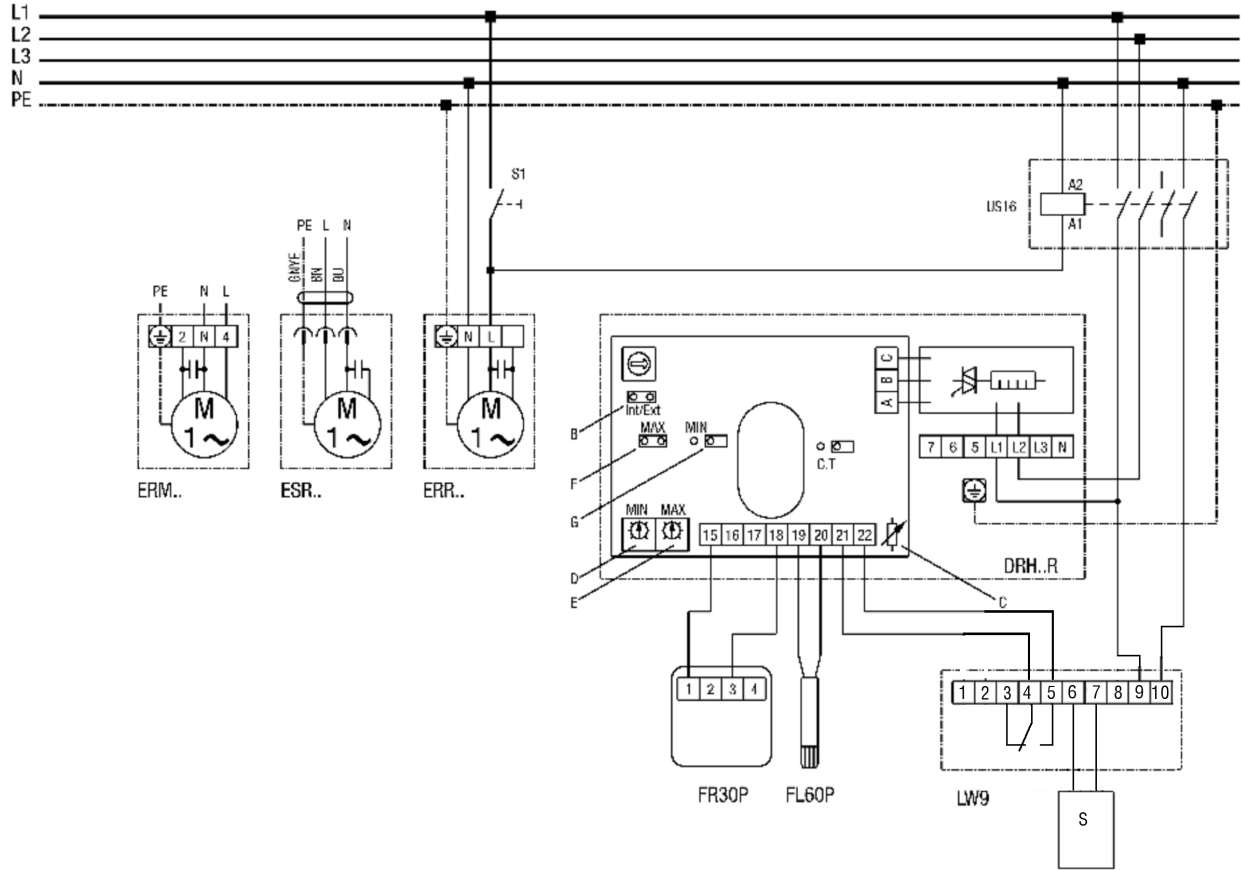 L1
L2
L3
N
PE
S1
US16
A2
A1
PE L N
GNYE
BN
BU
PE N L
2 N 4
N L
M
1~
M
1~
M
1~
ERM..
ESR..
ERR..
Int/Ext
B
MAX
MIN
F
G
C.T
C
B
A
7 6 5 L1 L2 L3 N
MIN MAX
D
E
15 16 17 18 19 20 21 22
DRH..R
C
1 2 3 4
FR30P
FL60P
1 2 3 4 5 6 7 8 9 10
LW9
S